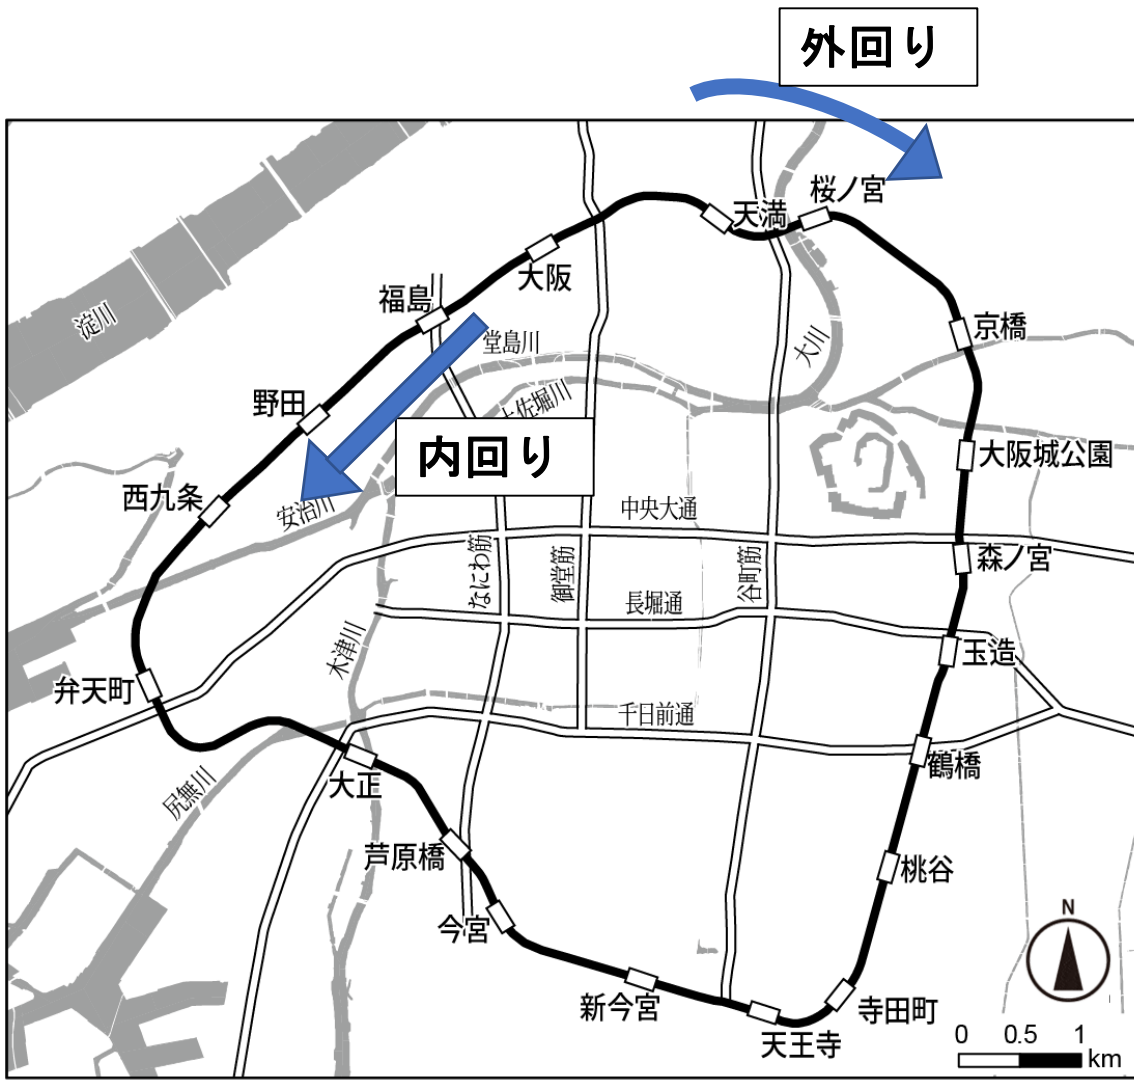 外回り
桜ノ宮
天満
大阪
福島
淀川
堂島川
大川
京橋
野田
土佐堀川
内回り
大阪城公園
西九条
安治川
中央大通
なにわ筋
御堂筋
谷町筋
森ノ宮
長堀通
木津川
玉造
弁天町
千日前通
鶴橋
大正
尻無川
芦原橋
桃谷
今宮
N
新今宮
寺田町
天王寺
0 0.5 1
km